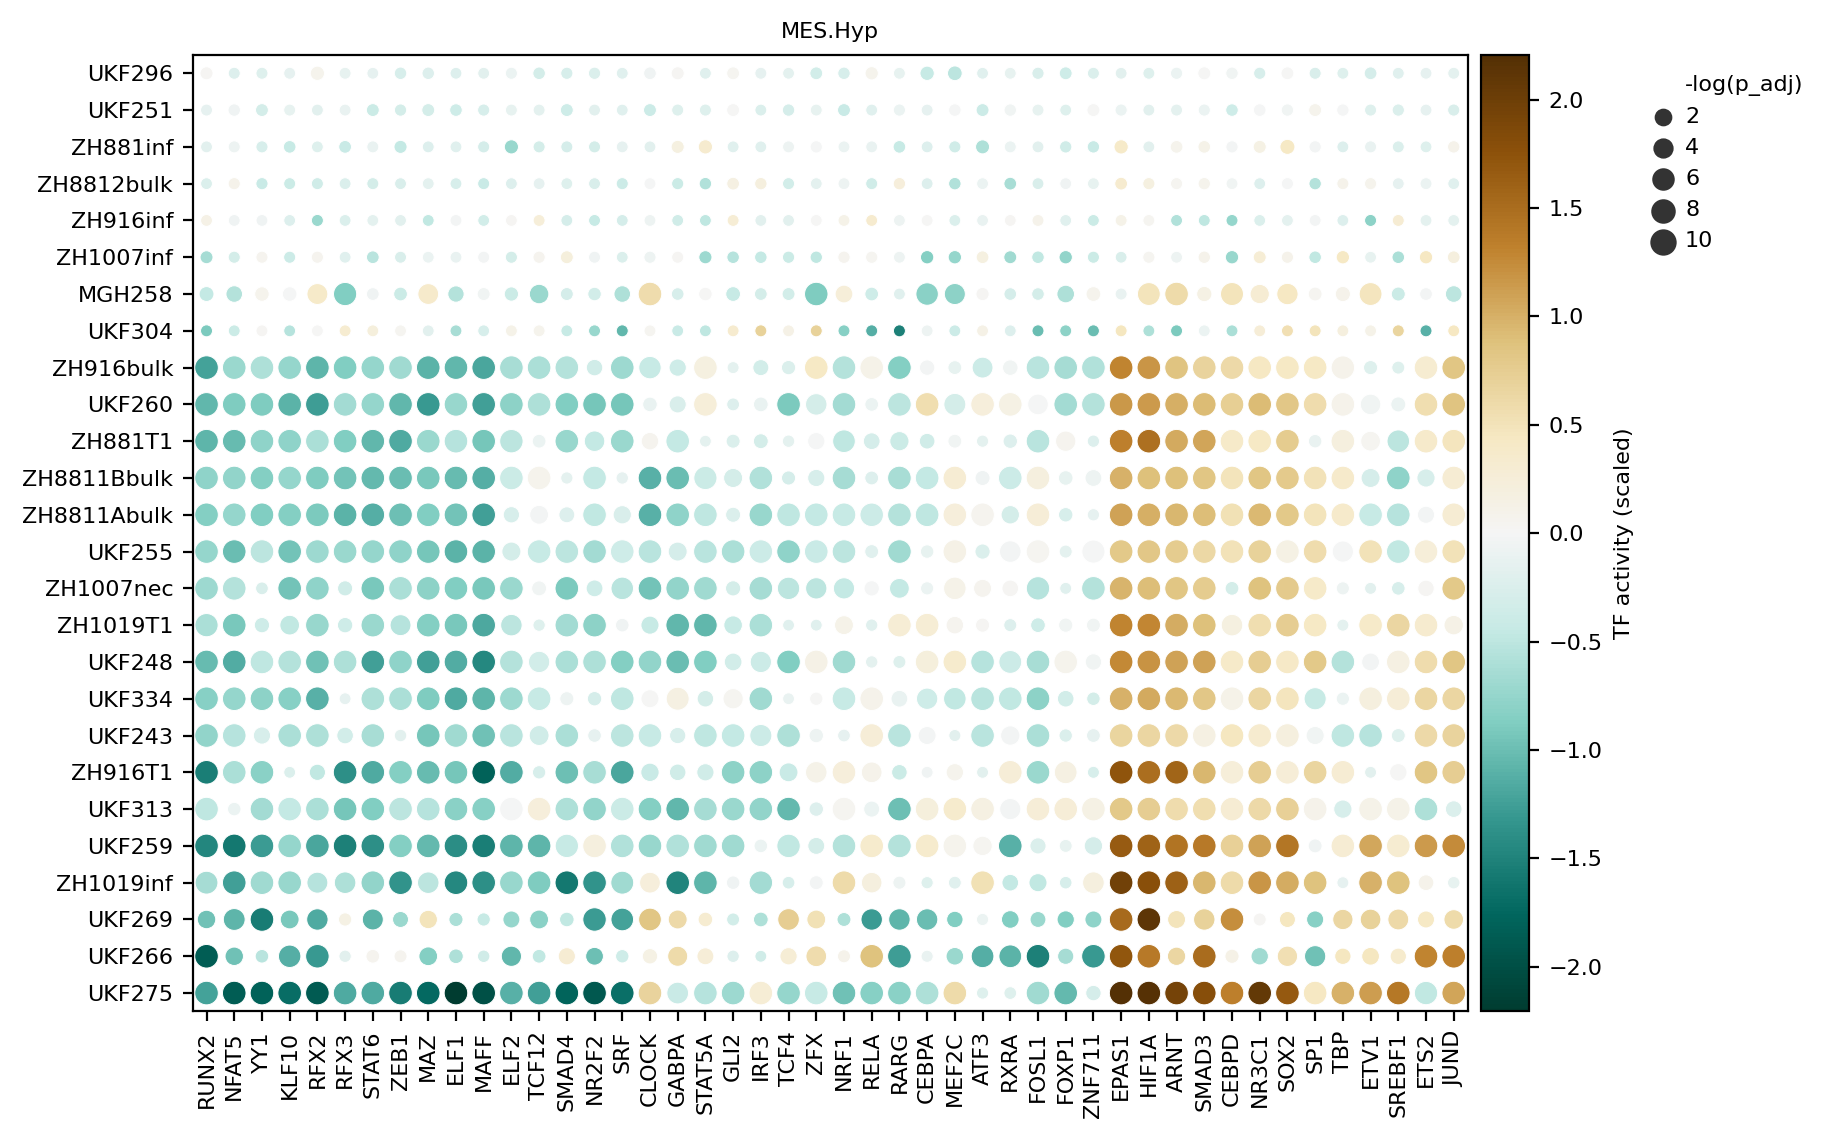 MES.Hyp
UKF296
UKF251
ZH881inf
ZH8812bulk
ZH916inf
ZH1007inf
MGH258
UKF304
ZH916bulk
UKF260
ZH881T1
ZH8811Bbulk
ZH8811Abulk
UKF255
ZH1007nec
ZH1019T1
UKF248
UKF334
UKF243
ZH916T1
UKF313
UKF259
ZH1019inf
UKF269
UKF266
UKF275
RUNX2
NFAT5
YY1
KLF10
RFX2
RFX3
STAT6
ZEB1
MAZ
ELF1
MAFF
ELF2
TCF12
SMAD4
NR2F2
SRF
CLOCK
GABPA
STAT5A
GLI2
IRF3
TCF4
ZFX
NRF1
RELA
RARG
CEBPA
MEF2C
ATF3
RXRA
FOSL1
FOXP1
ZNF711
EPAS1
HIF1A
ARNT
SMAD3
CEBPD
NR3C1
SOX2
SP1
TBP
ETV1
SREBF1
ETS2
JUND
2.0
1.5
1.0
0.5
0.0
−0.5
−1.0
−1.5
−2.0
TF activity (scaled)
-log(p_adj)
2
4
6
8
10